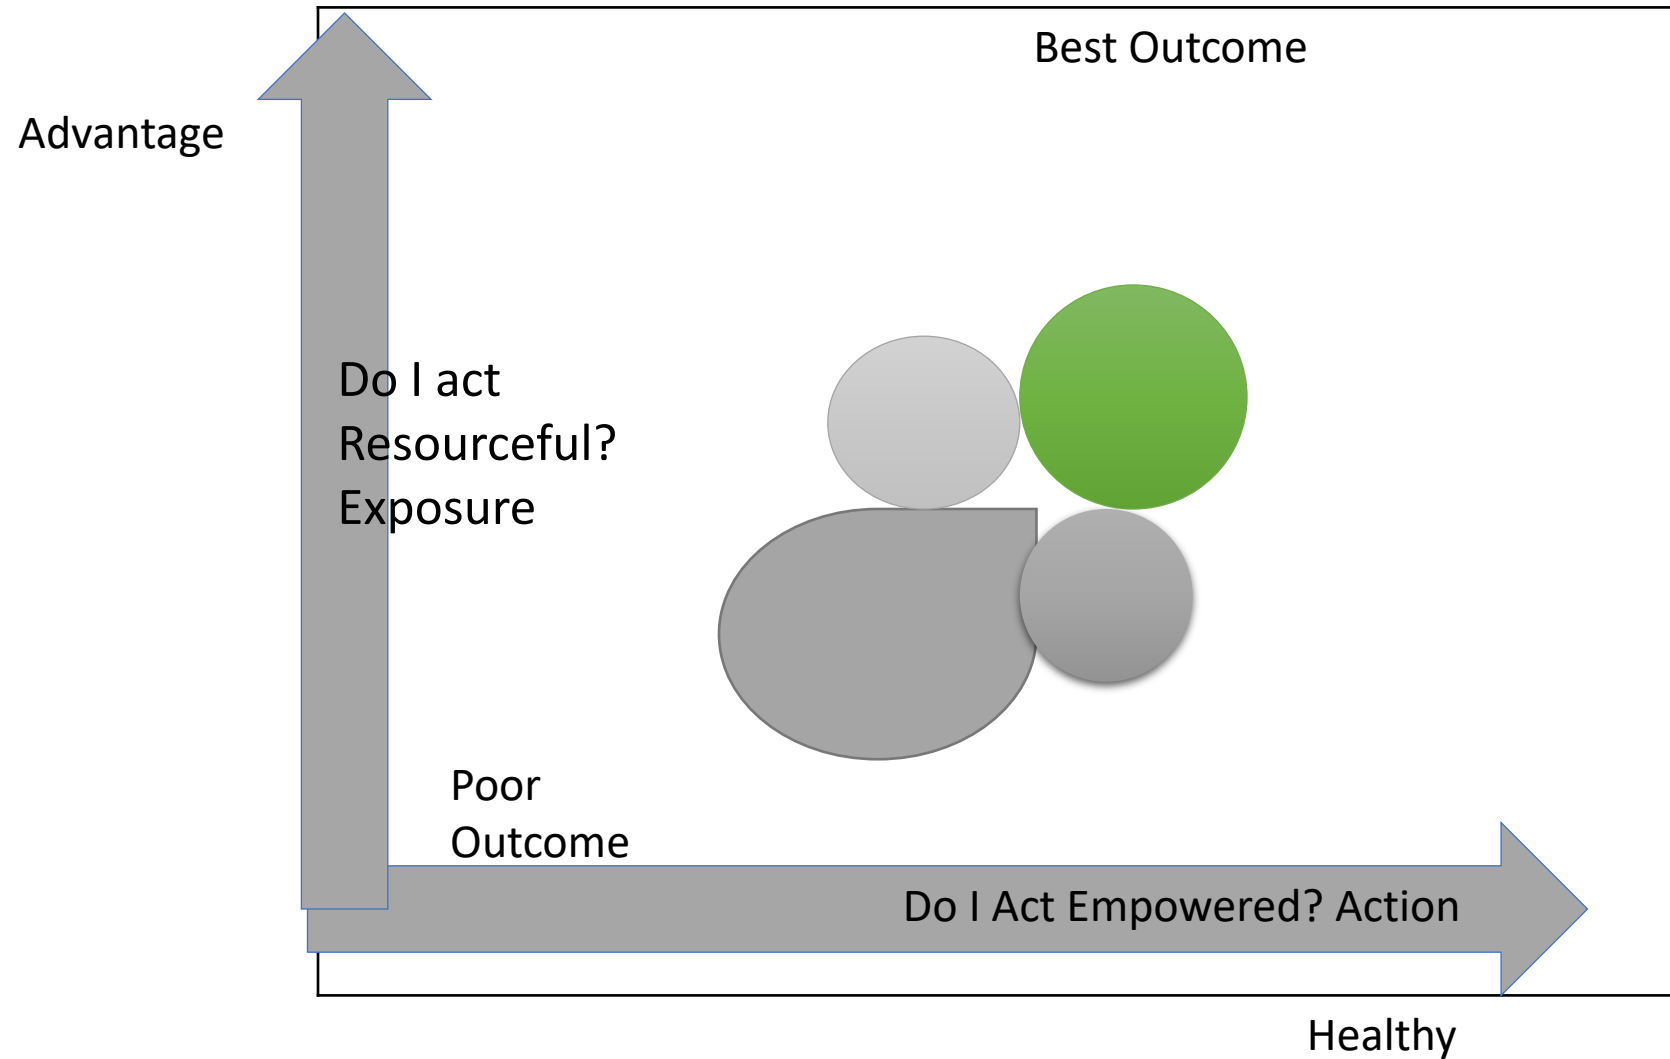 Best Outcome
Advantage
Do I act
Resourceful?
Exposure
Poor
Outcome
Do I Act Empowered? Action
Healthy